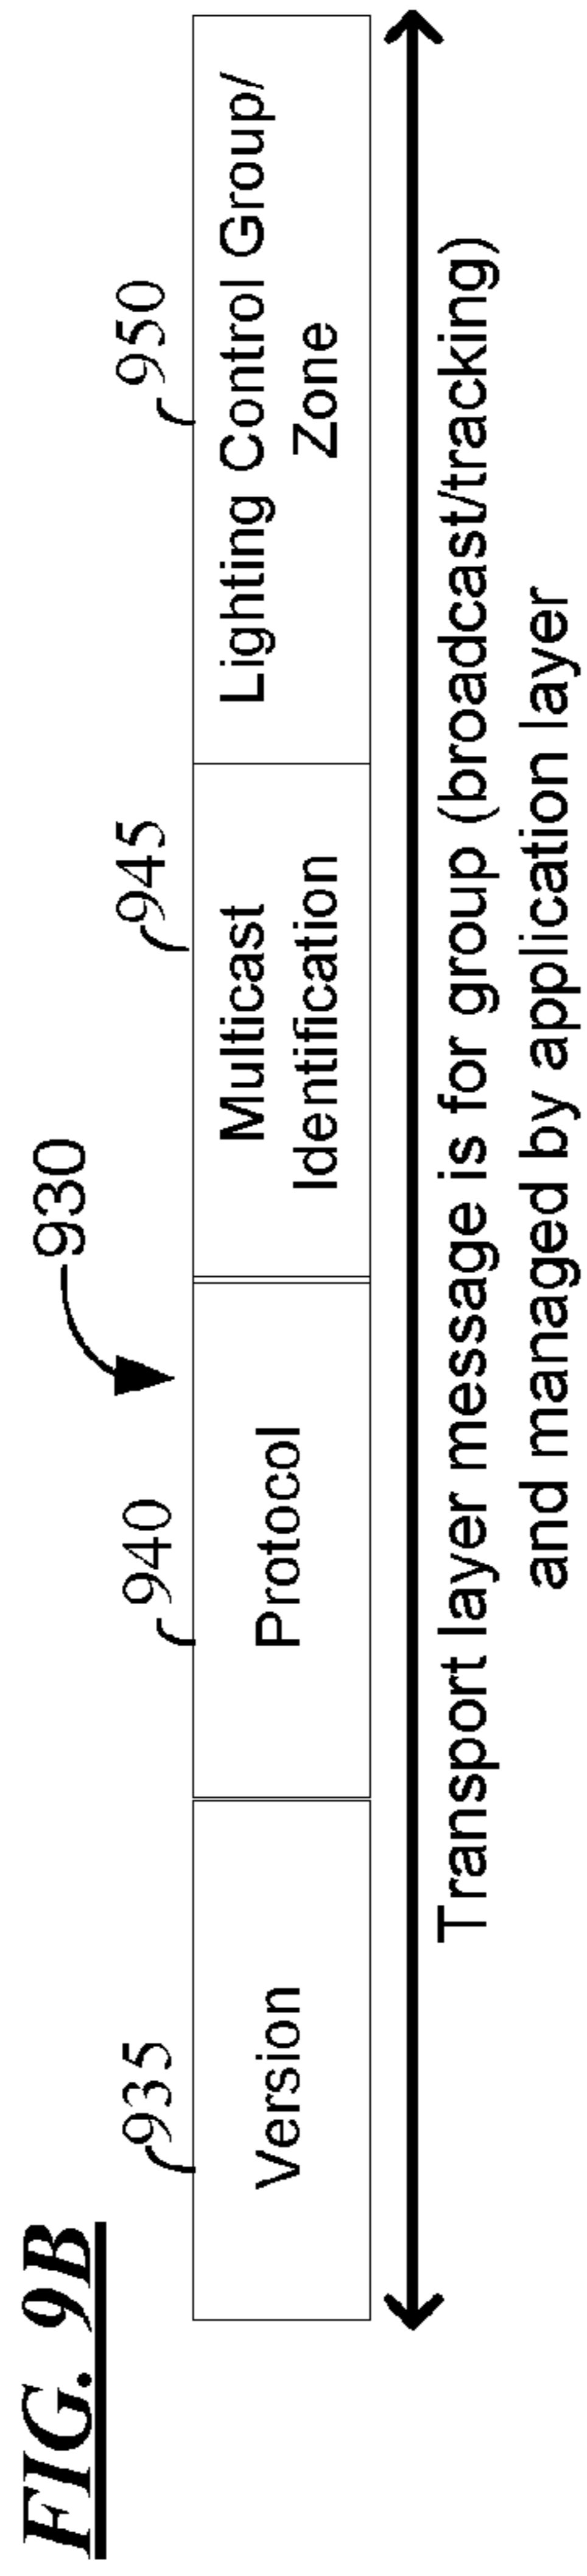 FIG. 9B
930
935
940
945
950
Version
Protocol
Multicast
Identification
Lighting Control Group/
Zone
Transport layer message is for group (broadcast/tracking)
and managed by application layer